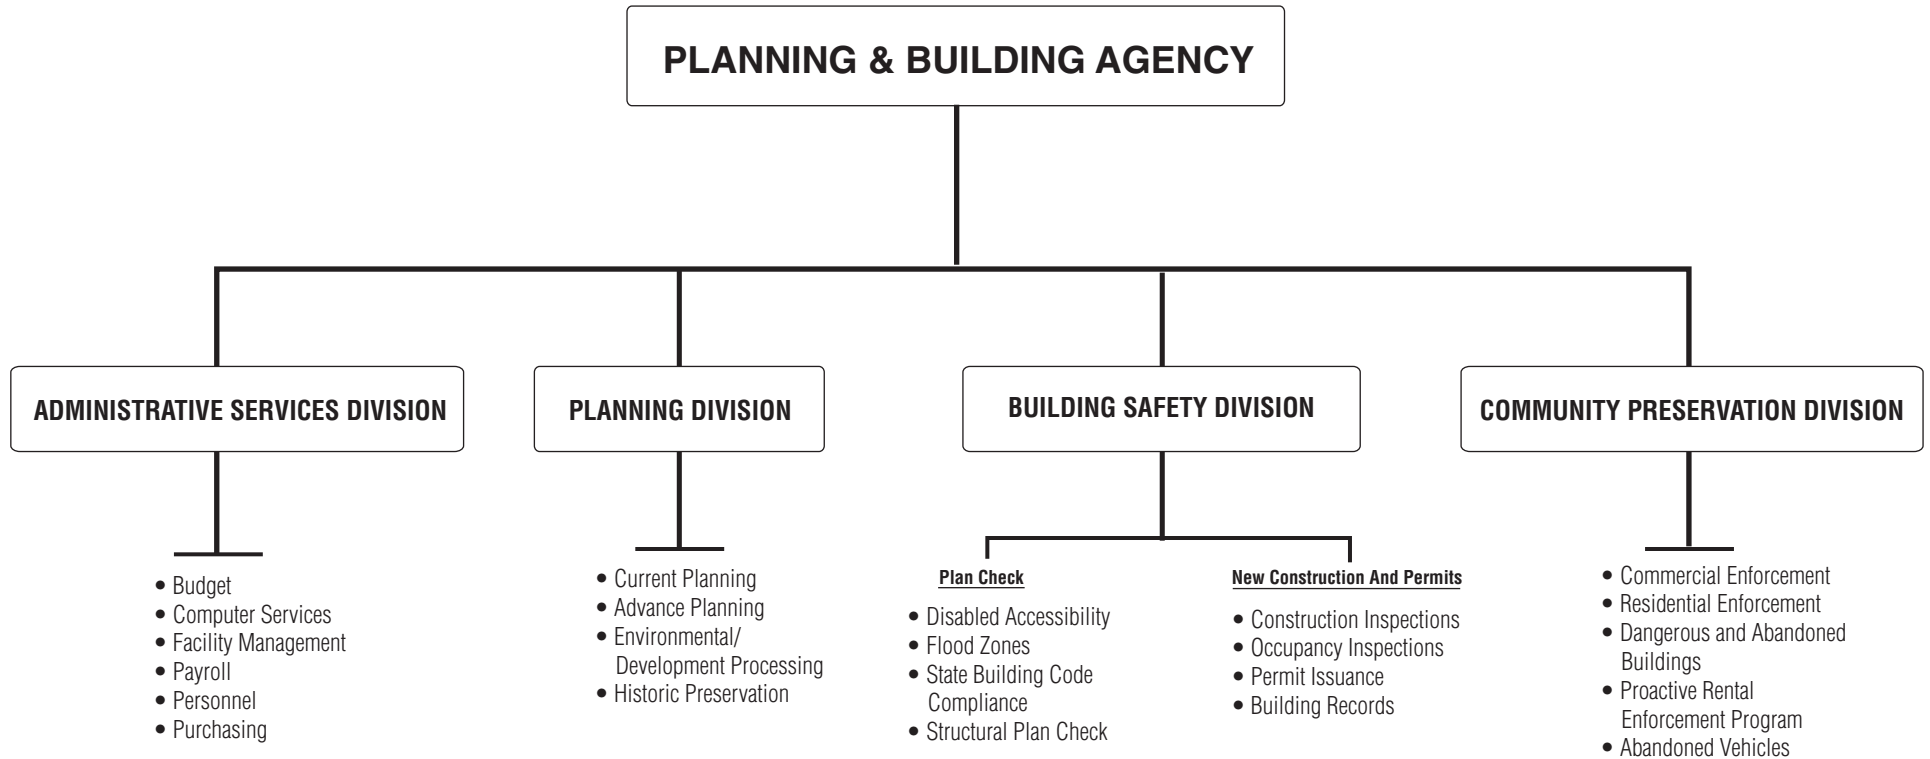 PLANNING & BUILDING AGENCY
ADMINISTRATIVE SERVICES DIVISION
• Budget
• Computer Services
• Facility Management
• Payroll
• Personnel
• Purchasing
PLANNING DIVISION
• Current Planning
• Advance Planning
• Environmental/
Development Processing
• Historic Preservation
BUILDING SAFETY DIVISION
Plan Check
• Disabled Accessibility
• Flood Zones
• State Building Code
Compliance
• Structural Plan Check
New Construction And Permits
• Construction Inspections
• Occupancy Inspections
• Permit Issuance
• Building Records
COMMUNITY PRESERVATION DIVISION
• Commercial Enforcement
• Residential Enforcement
• Dangerous and Abandoned
Buildings
• Proactive Rental
Enforcement Program
• Abandoned Vehicles